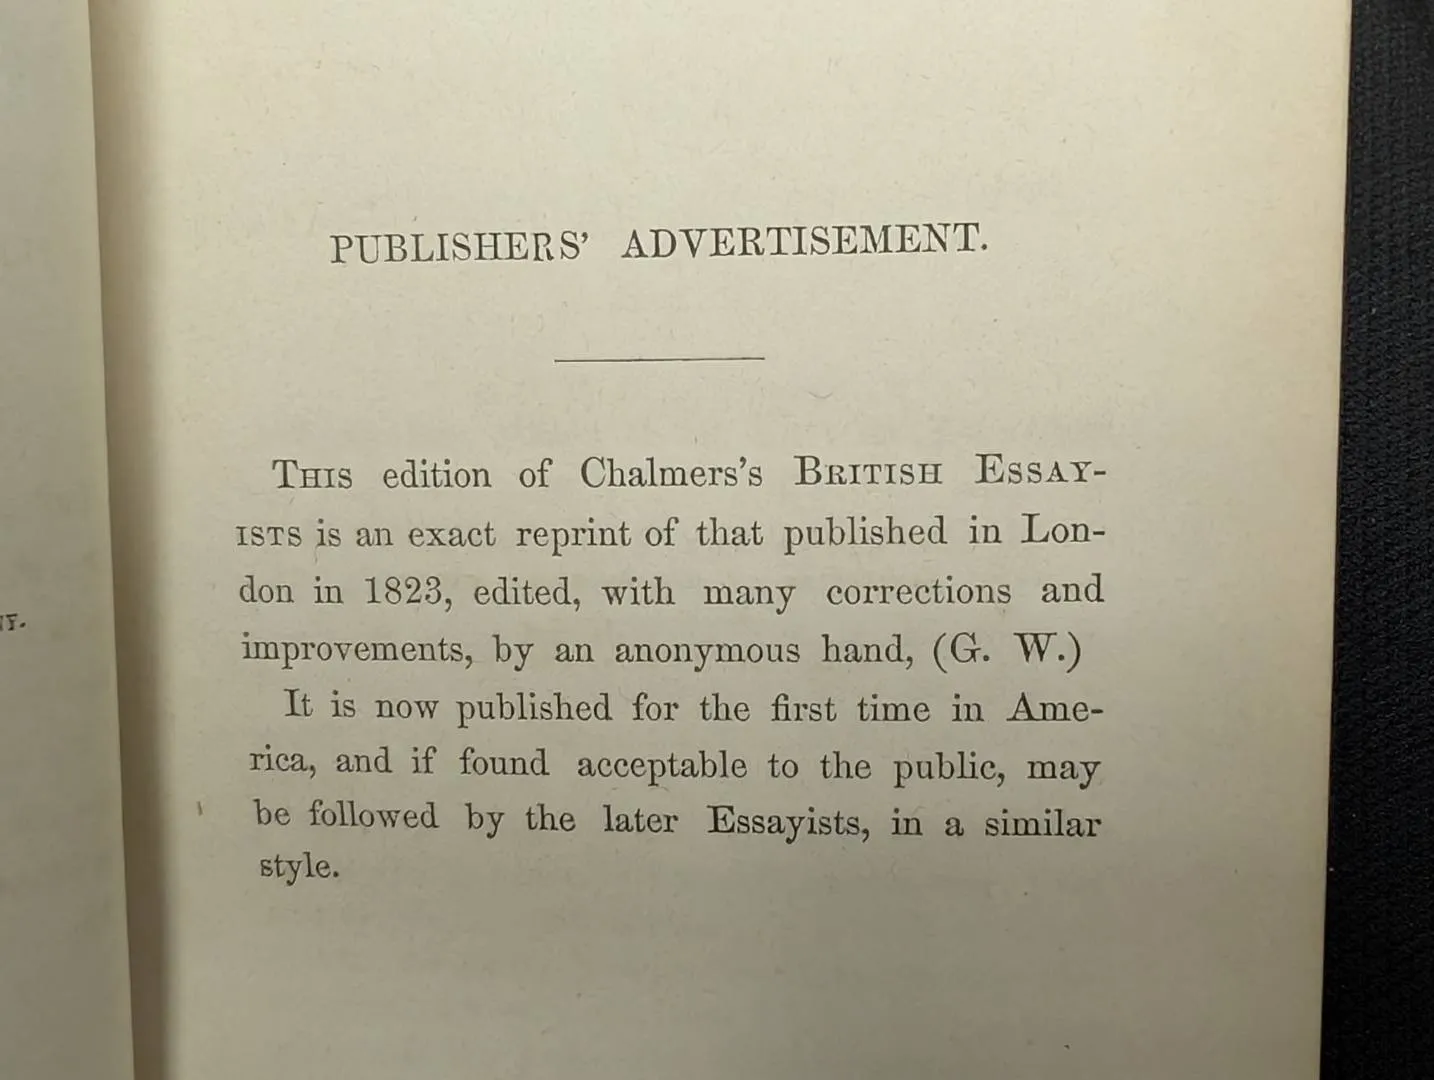 PUBLISHERS’ ADVERTISEMENT.
THIS edition of Chalmers’s BRITISH ESSAY-
ISTS is an exact reprint of that published in Lon-
don in 1823, edited, with many corrections and
improvements, by an anonymous hand, (G. W.)
It is now published for the first time in Ame-
rica, and if found acceptable to the public, may
be followed by the later Essayists, in a similar
style.